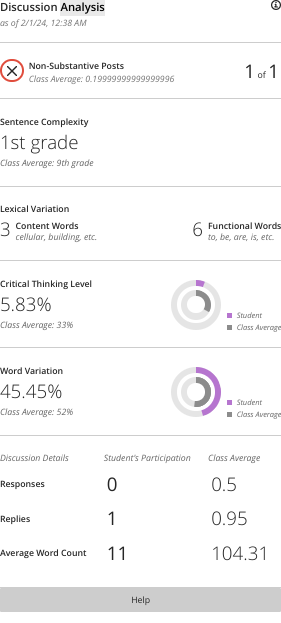 Discussion Analysis
as of 2/1/24, 12:38 AM
Non-Substantive Posts
Class Average: 0.19999999999999996
1 of 1
Sentence Complexity
1st grade
Class Average: 9th grade
Lexical Variation
3 Content Words
cellular, building, etc.
6 Functional Words
to, be, are, is, etc.
Critical Thinking Level
5.83%
Class Average: 33%
Student
Class Average
Word Variation
45.45%
Class Average: 52%
Student
Class Average
Discussion Details Student's Participation Class Average
Responses 0 0.5
Replies 1 0.95
Average Word Count 11 104.31
Help